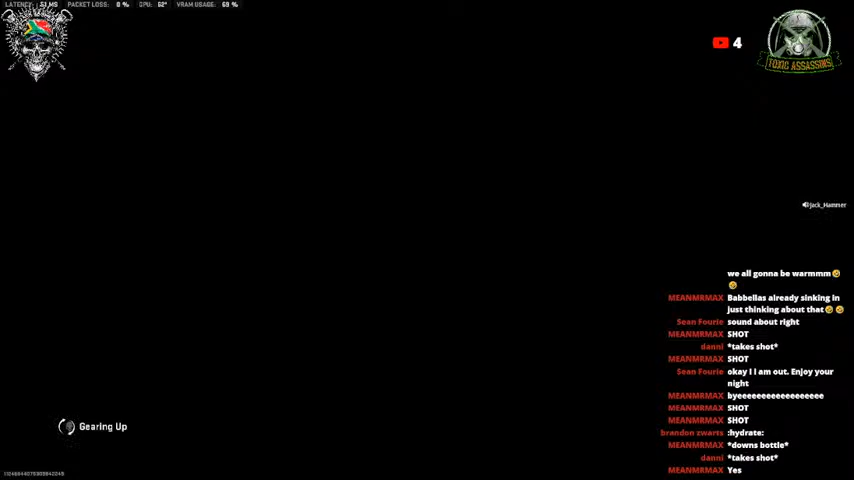 LATENCY: 51 MS PACKET LOSS: 0 % GPU: 62° VRAM USAGE: 69 %
4
TOXIC ASSASSINS
Jack_Hammer
we all gonna be warmmm🤣
🤣
MEANMRMAX Babbellas already sinking in
just thinking about that🤣🤣
Sean Fourie sound about right
MEANMRMAX SHOT
danni *takes shot*
MEANMRMAX SHOT
Sean Fourie okay I I am out. Enjoy your
night
MEANMRMAX byeeeeeeeeeeeeeeeee
MEANMRMAX SHOT
MEANMRMAX SHOT
brandon zwarts :hydrate:
MEANMRMAX *downs bottle*
danni *takes shot*
MEANMRMAX Yes
Gearing Up